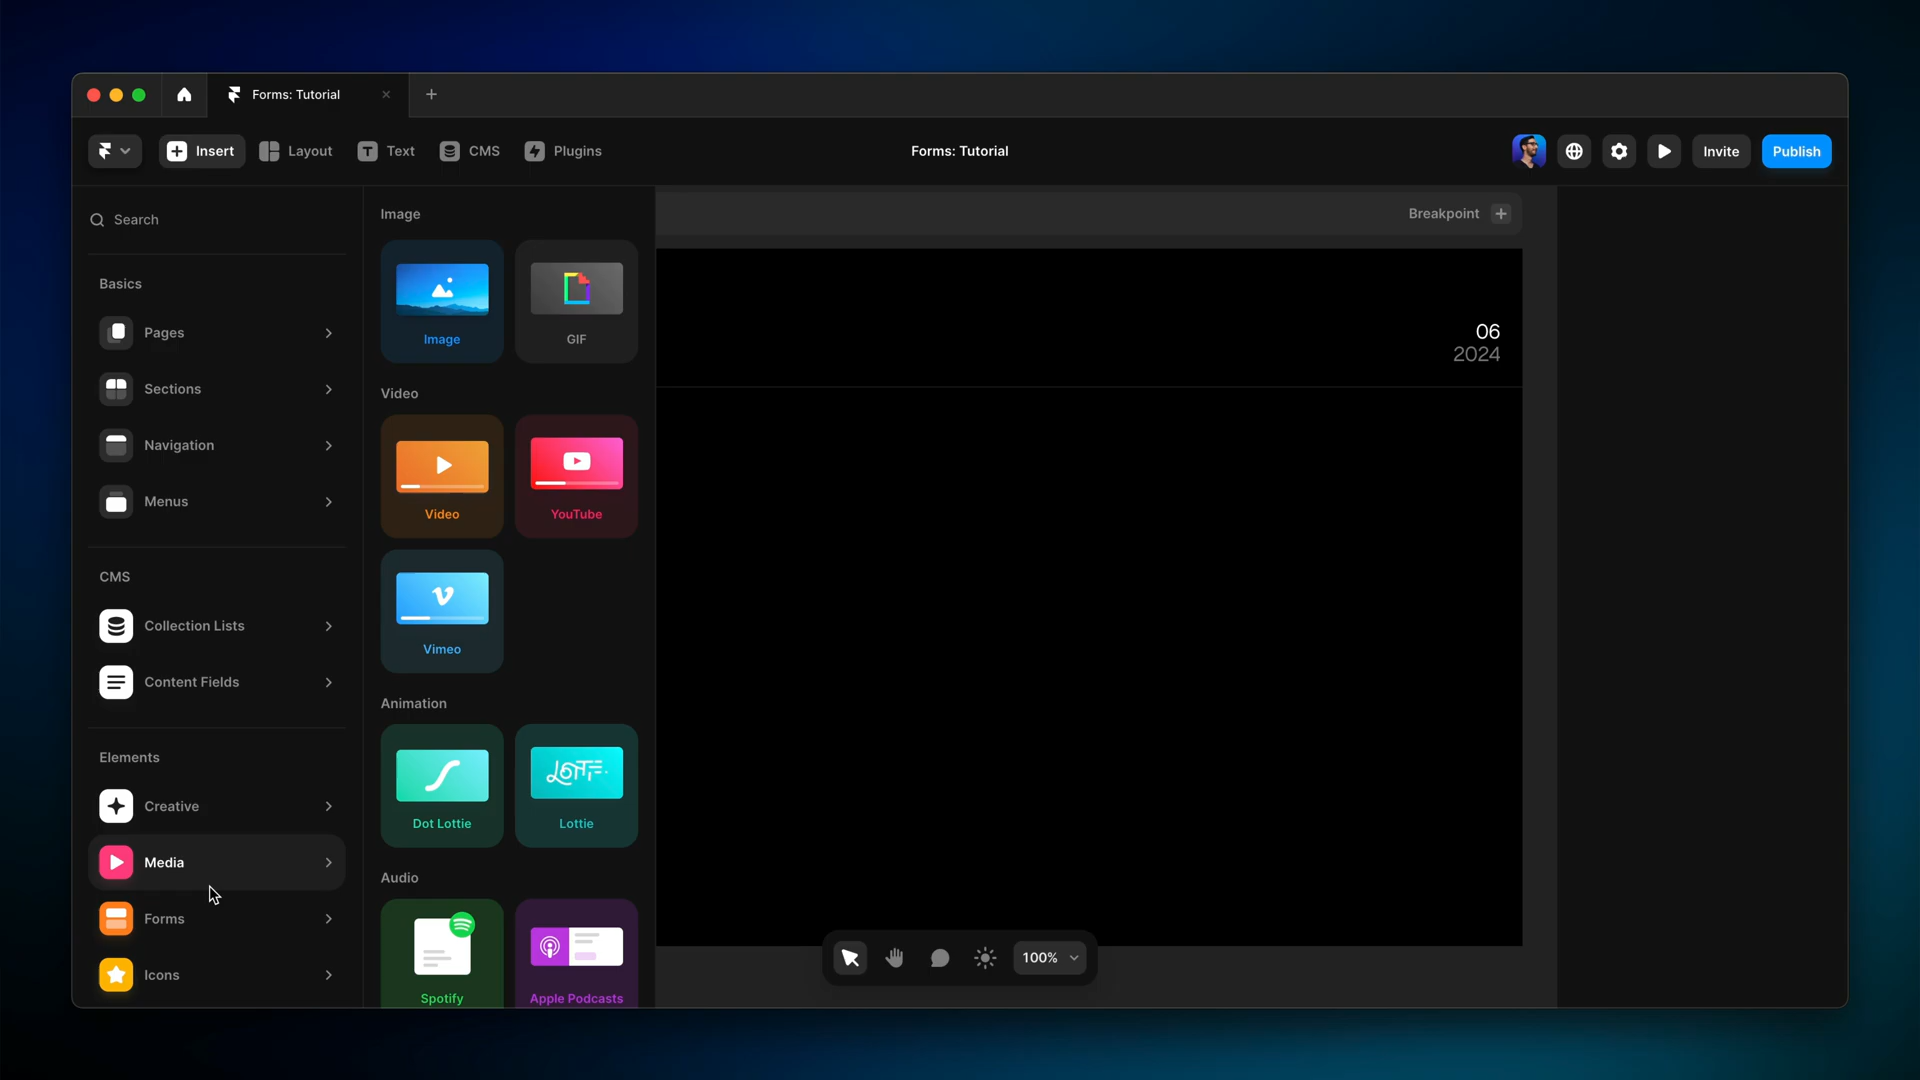 Forms: Tutorial
Insert
Layout
Text
CMS
Plugins
Forms: Tutorial
Invite
Publish
Search
Basics
Pages
Sections
Navigation
Menus
CMS
Collection Lists
Content Fields
Elements
Creative
Media
Forms
Icons
Image
Image
GIF
Video
Video
YouTube
Vimeo
Animation
Dot Lottie
LOTTIE
Lottie
Audio
Spotify
Apple Podcasts
Breakpoint
06
2024
100%